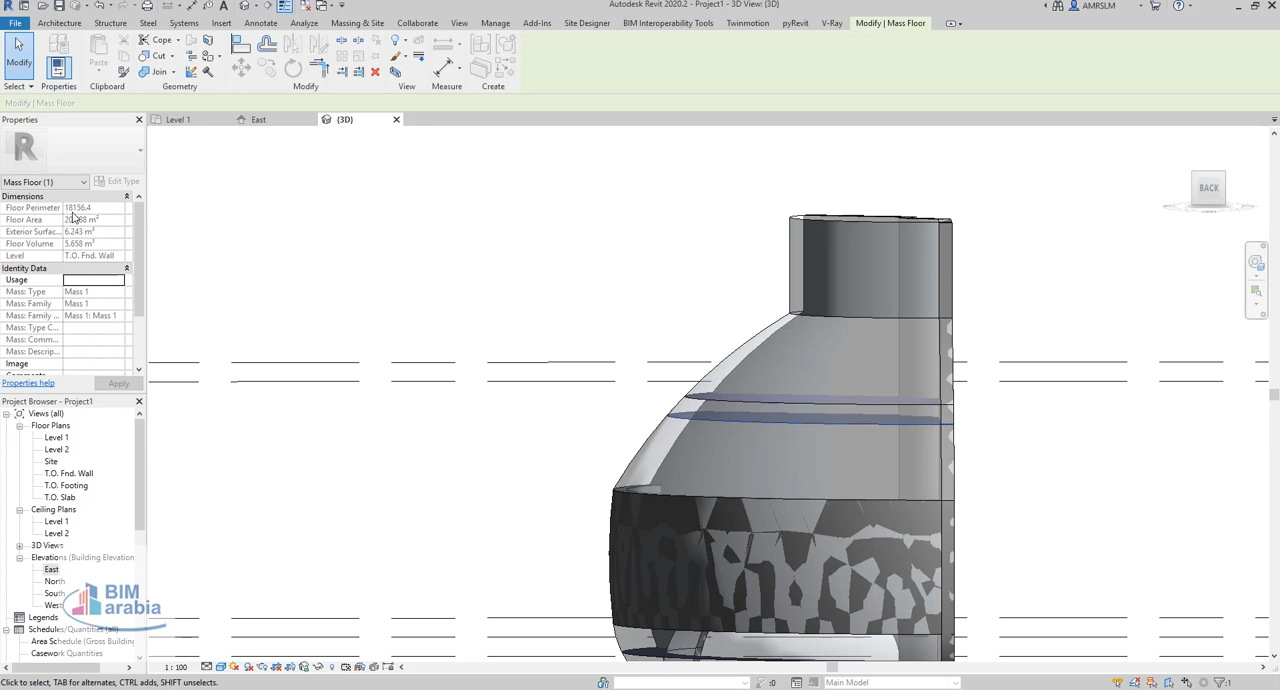 Autodesk Revit 2020.2 - Project1 - 3D View: {3D}
AMRSLM
File Architecture Structure Steel Systems Insert Annotate Analyze Massing & Site Collaborate View Manage Add-Ins Site Designer BIM Interoperability Tools Twinmotion pyRevit V-Ray Modify | Mass Floor
Modify Paste Cope Cut Join
Select Properties Clipboard Geometry Modify View Measure Create
Modify | Mass Floor
Properties
Level 1 East {3D}
BACK
Mass Floor (1) Edit Type
Dimensions
Floor Perimeter 18156.4
Floor Area
Exterior Surfac... 6.243 m²
Floor Volume 5.658 m³
Level T.O. Fnd. Wall
Identity Data
Usage
Mass: Type Mass 1
Mass: Family Mass 1
Mass: Family ... Mass 1: Mass 1
Mass: Type C...
Mass: Comm...
Mass: Descrip...
Image
Properties help Apply
Project Browser - Project1
Views (all)
Floor Plans
Level 1
Level 2
Site
T.O. Fnd. Wall
T.O. Footing
T.O. Slab
Ceiling Plans
Level 1
Level 2
3D Views
Elevations (Building Elevation
East
North
South
West
BIM
arabia
Legends
Schedules/Quantities (all)
Area Schedule (Gross Building
Casework Quantities
1 : 100
Click to select, TAB for alternates, CTRL adds, SHIFT unselects.
:0
Main Model
:1